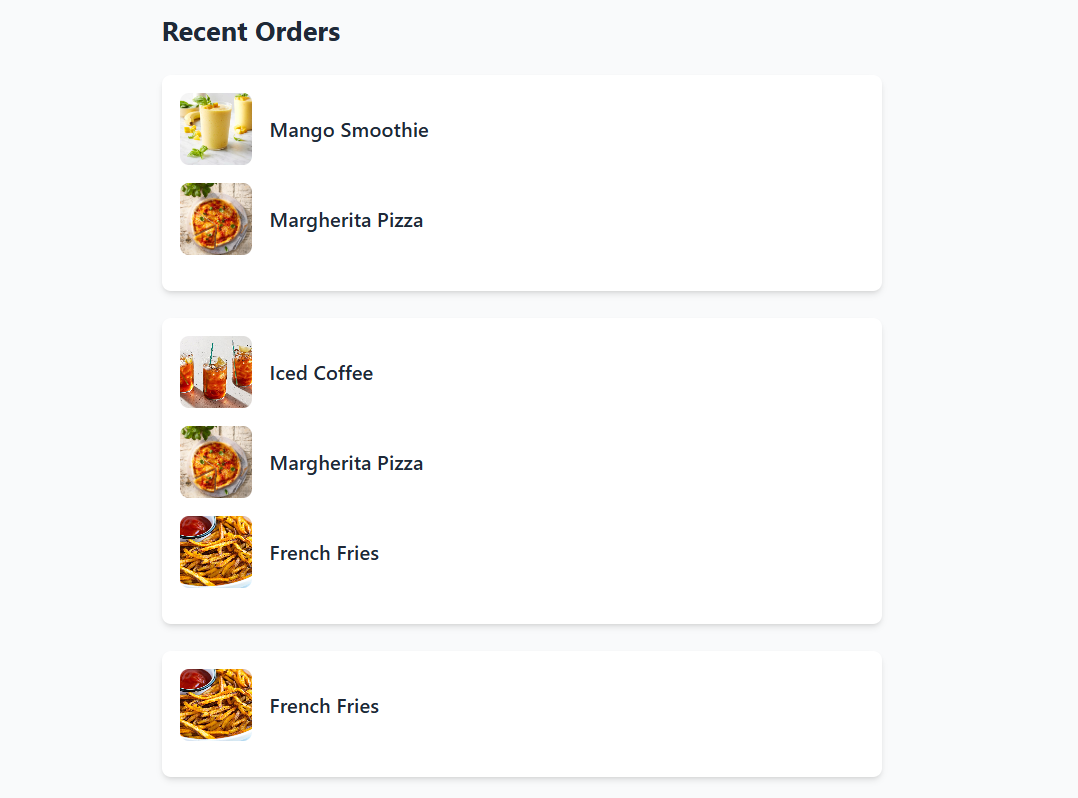 Recent Orders
Mango Smoothie
Margherita Pizza
Iced Coffee
Margherita Pizza
French Fries
French Fries